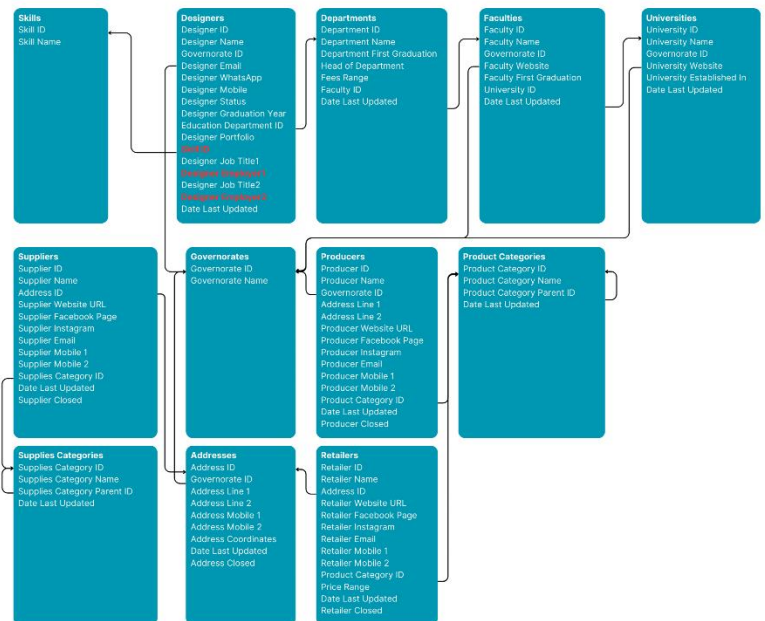 Skills
Skill ID
Skill Name
Designers
Designer ID
Designer Name
Governorate ID
Designer Email
Designer WhatsApp
Designer Mobile
Designer Status
Designer Graduation Year
Education Department ID
Designer Portfolio
Skill ID
Designer Job Title1
Designer Employer1
Designer Job Title2
Designer Employer2
Date Last Updated
Departments
Department ID
Department Name
Department First Graduation
Head of Department
Fees Range
Faculty ID
Date Last Updated
Faculties
Faculty ID
Faculty Name
Governorate ID
Faculty Website
Faculty First Graduation
University ID
Date Last Updated
Universities
University ID
University Name
Governorate ID
University Website
University Established In
Date Last Updated
Suppliers
Supplier ID
Supplier Name
Address ID
Supplier Website URL
Supplier Facebook Page
Supplier Instagram
Supplier Email
Supplier Mobile 1
Supplier Mobile 2
Supplies Category ID
Date Last Updated
Supplier Closed
Governorates
Governorate ID
Governorate Name
Producers
Producer ID
Producer Name
Governorate ID
Address Line 1
Address Line 2
Producer Website URL
Producer Facebook Page
Producer Instagram
Producer Email
Producer Mobile 1
Producer Mobile 2
Product Category ID
Date Last Updated
Producer Closed
Product Categories
Product Category ID
Product Category Name
Product Category Parent ID
Date Last Updated
Supplies Categories
Supplies Category ID
Supplies Category Name
Supplies Category Parent ID
Date Last Updated
Addresses
Address ID
Governorate ID
Address Line 1
Address Line 2
Address Mobile 1
Address Mobile 2
Address Coordinates
Date Last Updated
Address Closed
Retailers
Retailer ID
Retailer Name
Address ID
Retailer Website URL
Retailer Facebook Page
Retailer Instagram
Retailer Email
Retailer Mobile 1
Retailer Mobile 2
Product Category ID
Price Range
Date Last Updated
Retailer Closed